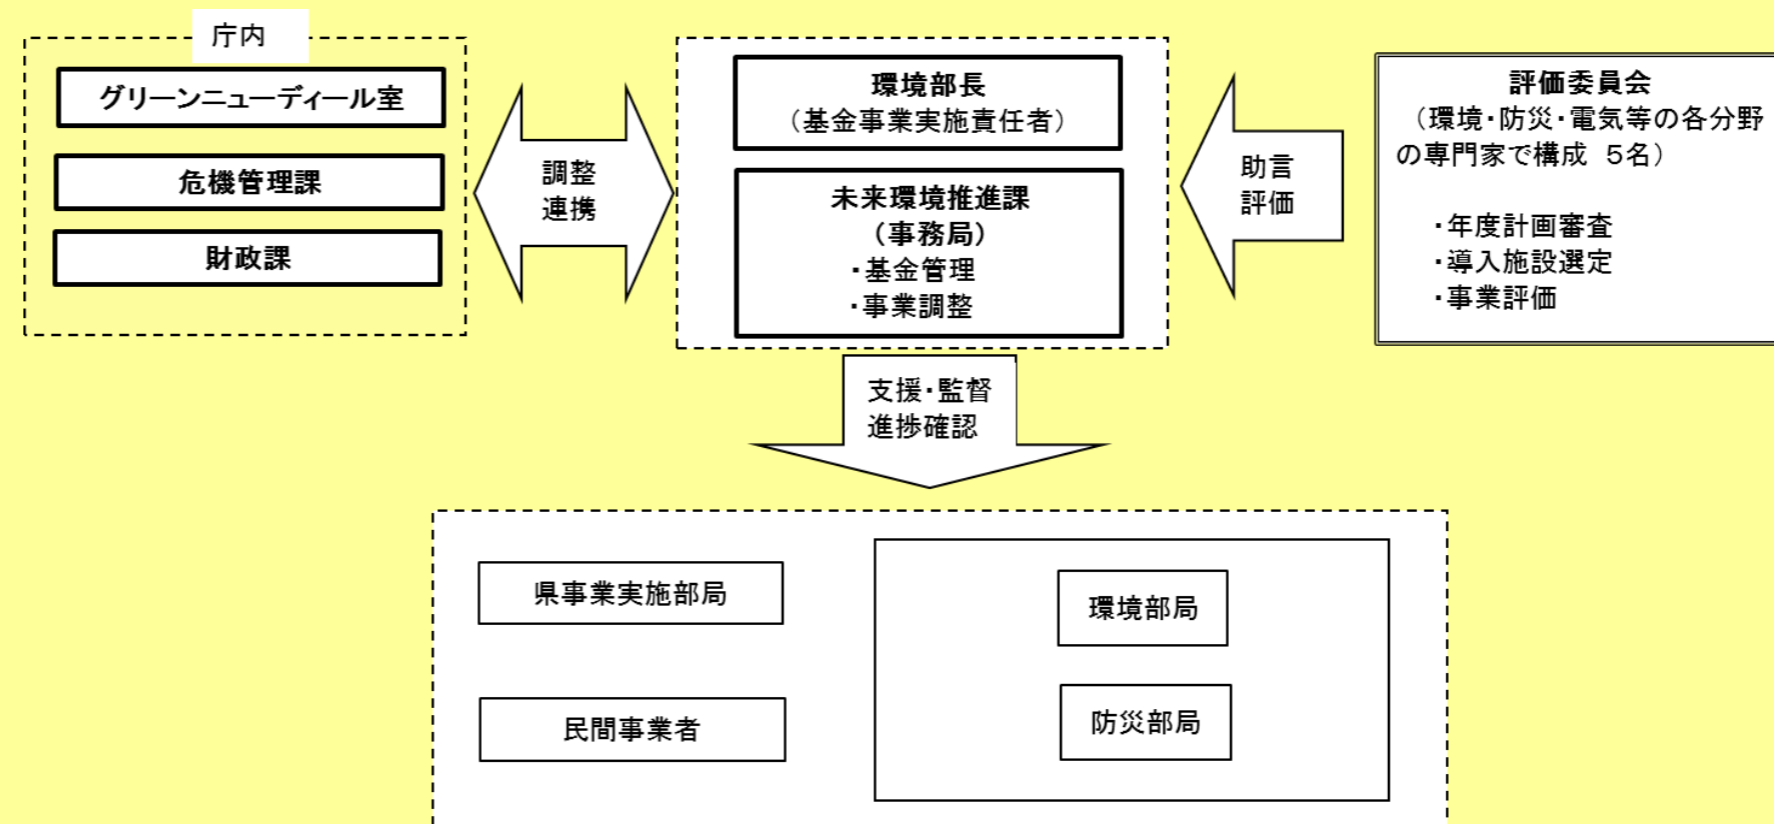 庁内
グリーンニューディール室
危機管理課
財政課
調整
連携
環境部長
（基金事業実施責任者）
未来環境推進課
（事務局）
・基金管理
・事業調整
助言
評価
評価委員会
（環境・防災・電気等の各分野
の専門家で構成　5名）
・年度計画審査
・導入施設選定
・事業評価
支援・監督
進捗確認
県事業実施部局
民間事業者
環境部局
防災部局